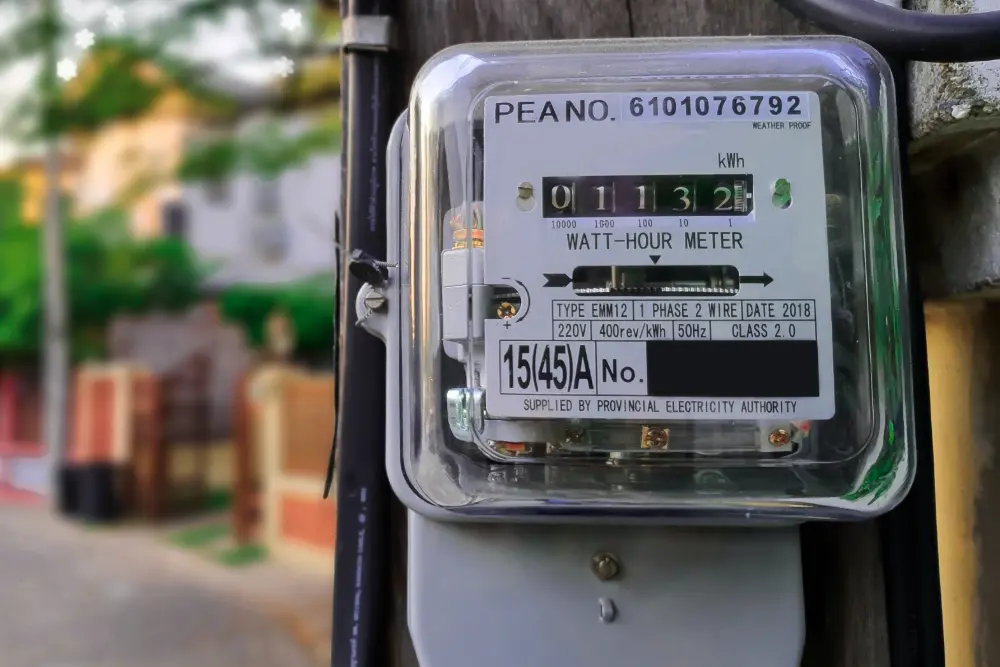 PEA NO. 6101076792
WEATHER PROOF
kWh
0 1 1 3 2
10000 1000 100 10 1
WATT-HOUR METER
TYPE EMM12 1 PHASE 2 WIRE DATE 2018
220V 400rev/kWh 50Hz CLASS 2.0
15(45)A No.
SUPPLIED BY PROVINCIAL ELECTRICITY AUTHORITY